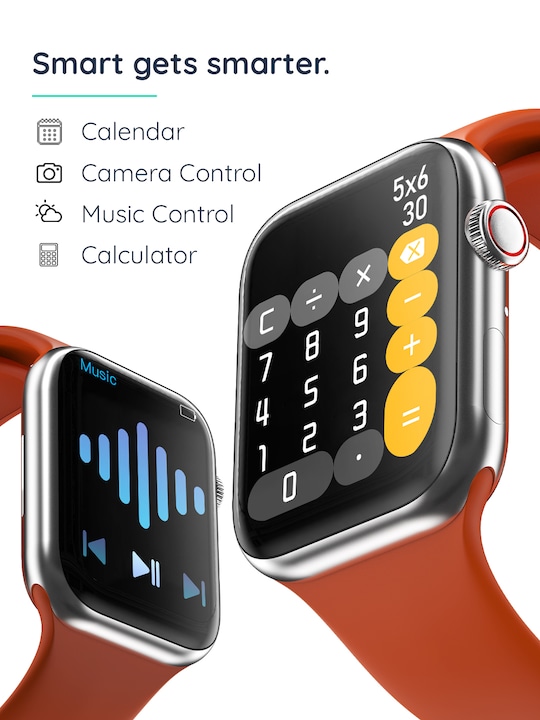 Smart gets smarter.
Calendar
Camera Control
Music Control
Calculator
5x6
30
C ÷ ×
7 8 9 −
4 5 6 +
1 2 3 =
0 .
Music